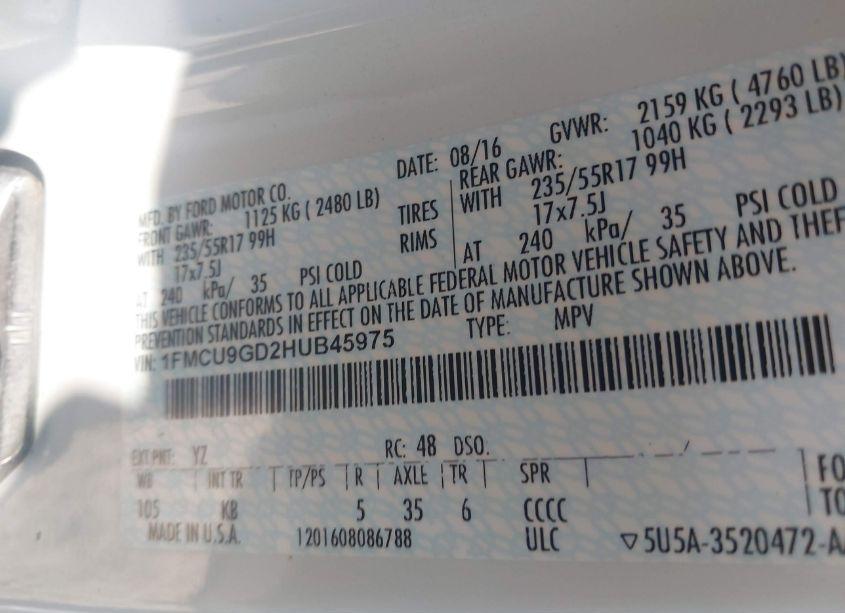 MFD. BY FORD MOTOR CO.
DATE: 08/16
GVWR: 2159 KG ( 4760 LB)
FRONT GAWR: 1125 KG ( 2480 LB)
REAR GAWR: 1040 KG ( 2293 LB)
WITH 235/55R17 99H
TIRES
WITH 235/55R17 99H
17x7.5J
RIMS
17x7.5J
AT 240 kPa/ 35 PSI COLD
AT 240 kPa/ 35 PSI COLD
THIS VEHICLE CONFORMS TO ALL APPLICABLE FEDERAL MOTOR VEHICLE SAFETY AND THEF
PREVENTION STANDARDS IN EFFECT ON THE DATE OF MANUFACTURE SHOWN ABOVE.
VIN: 1FMCU9GD2HUB45975
TYPE: MPV
EXT PNT: YZ
RC: 48 DSO:
WB | INT TR | TP/PS | R | AXLE | TR | SPR
105 KB 5 35 6 CCCC
FO
TO
MADE IN U.S.A. 1201608086788 ULC ▽5U5A-3520472-A